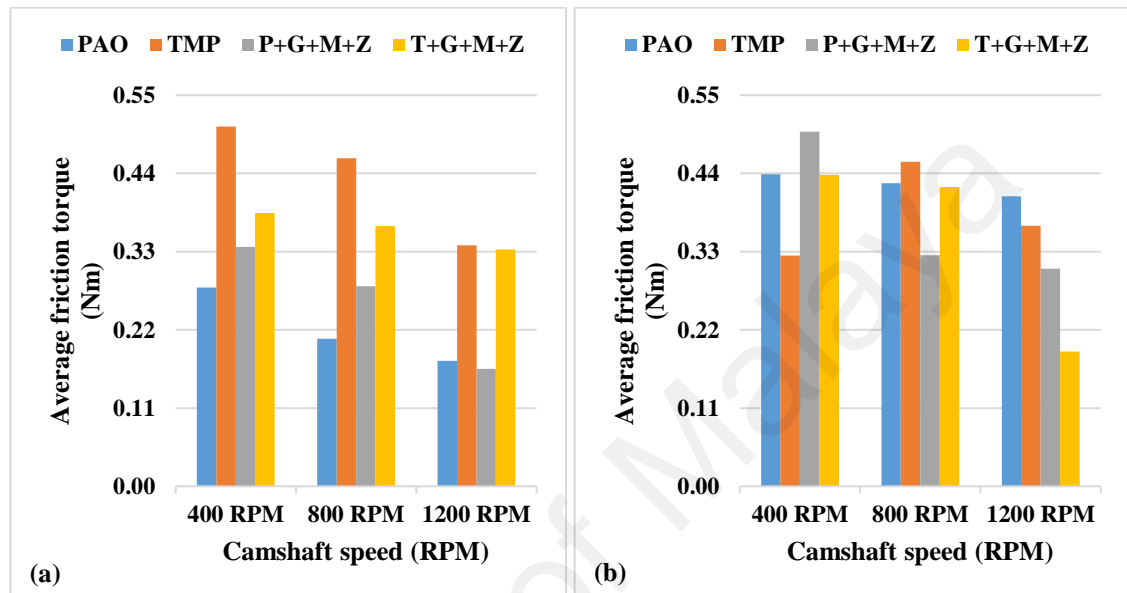 PAO TMP P+G+M+Z T+G+M+Z
0.55
0.44
0.33
0.22
0.11
0.00
Average friction torque
(Nm)
400 RPM 800 RPM 1200 RPM
Camshaft speed (RPM)
(a)
PAO TMP P+G+M+Z T+G+M+Z
0.55
0.44
0.33
0.22
0.11
0.00
Average friction torque
(Nm)
400 RPM 800 RPM 1200 RPM
Camshaft speed (RPM)
(b)
of Malaya